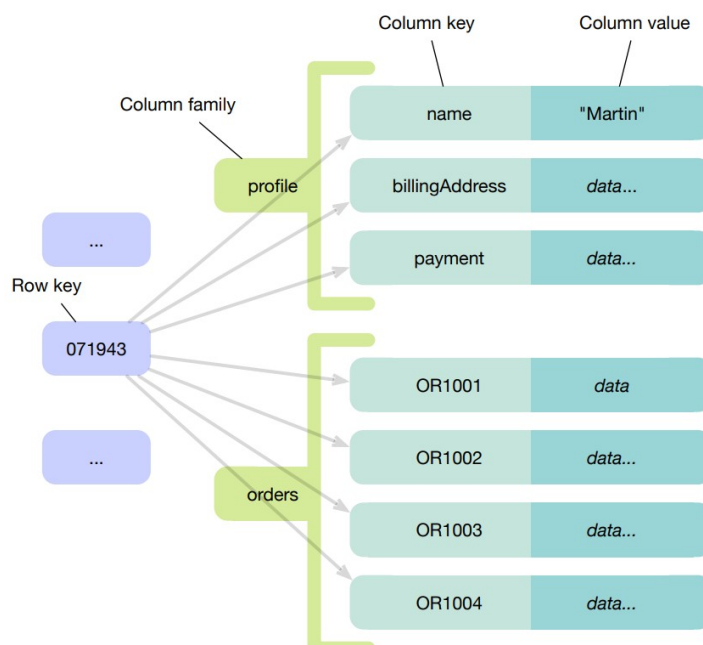 Column key
Column value
Column family
name
"Martin"
profile
billingAddress
data...
...
payment
data...
Row key
071943
OR1001
data
...
OR1002
data...
orders
OR1003
data...
OR1004
data...